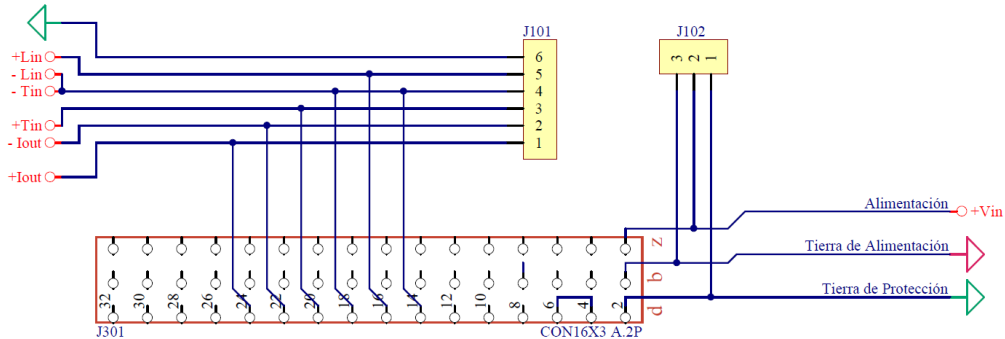 J101
J102
+Lin
- Lin
- Tin
+Tin
- Iout
+Iout
6
5
4
3
2
1
3 2 1
Alimentación
+Vin
Tierra de Alimentación
Tierra de Protección
z
b
d
32 30 28 26 24 22 20 18 16 14 12 10 8 6 4 2
J301
CON16X3 A.2P